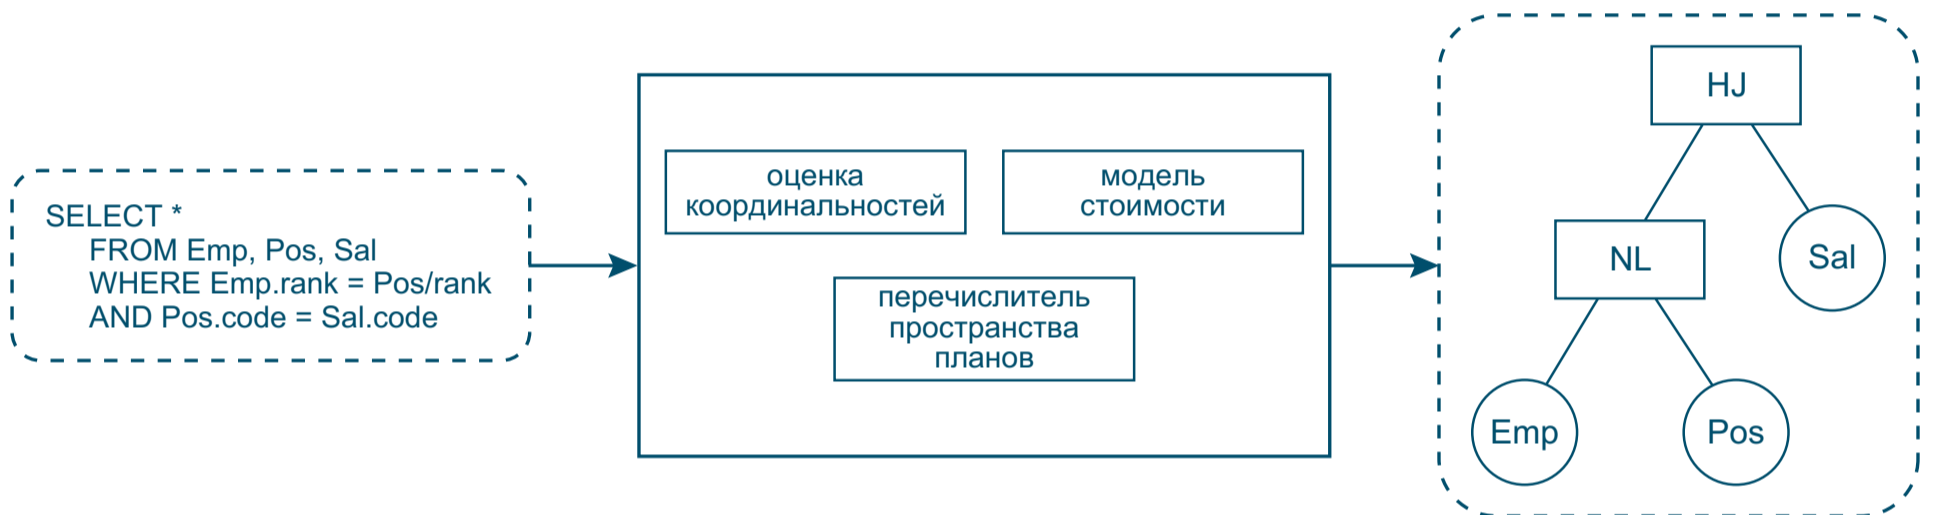 SELECT *
FROM Emp, Pos, Sal
WHERE Emp.rank = Pos/rank
AND Pos.code = Sal.code
оценка
координальностей
модель
стоимости
перечислитель
пространства
планов
HJ
NL
Sal
Emp
Pos